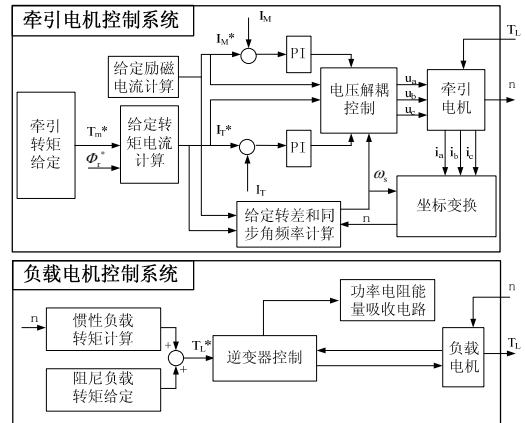 牵引电机控制系统
I_M
I_M*
PI
T_L
给定励磁
电流计算
电压解耦
控制
u_a
u_b
u_c
牵引
电机
n
牵引
转矩
给定
T_m*
Φ_r*
给定转
矩电流
计算
I_T*
PI
I_T
i_a i_b i_c
ω_s
给定转差和同
步角频率计算
n
坐标变换
负载电机控制系统
n
惯性负载
转矩计算
+
+
T_L*
阻尼负载
转矩给定
逆变器控制
功率电阻能
量吸收电路
n
负载
电机
T_L